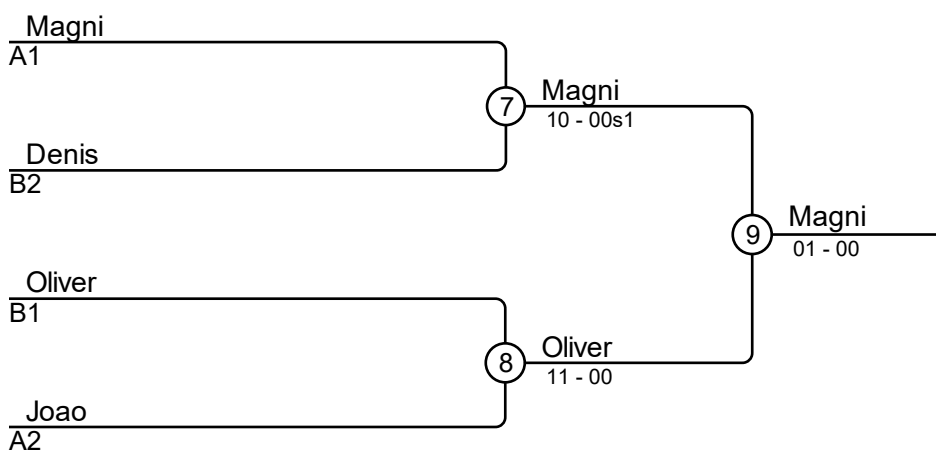 Magni
A1
7
Magni
10 - 00s1
Denis
B2
9
Magni
01 - 00
Oliver
B1
8
Oliver
11 - 00
Joao
A2